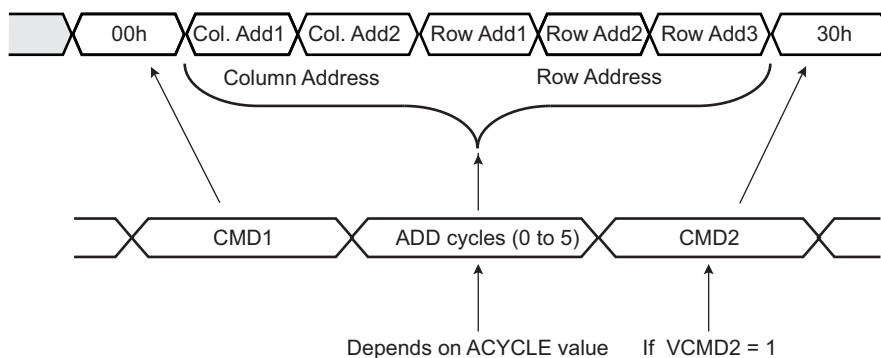 00h Col. Add1 Col. Add2 Row Add1 Row Add2 Row Add3 30h
Column Address Row Address
CMD1 ADD cycles (0 to 5) CMD2
Depends on ACYCLE value If VCMD2 = 1